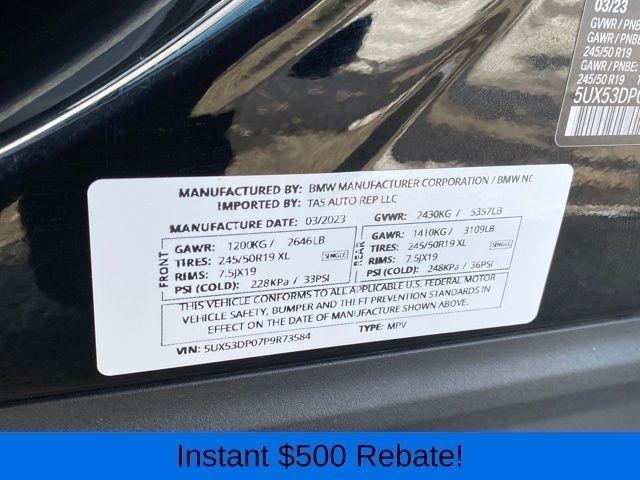 03/23
GVWR / PNB
GAWR / PNBE
245/50 R19
GAWR / PNBE:
245/50 R19
5UX53DP0
MANUFACTURED BY: BMW MANUFACTURER CORPORATION / BMW NC
IMPORTED BY: TAS AUTO REP LLC
MANUFACTURE DATE: 03/2023 GVWR: 2430KG / 5357LB
FRONT
GAWR: 1200KG / 2646LB
TIRES: 245/50R19 XL SINGLE
RIMS: 7.5JX19
PSI (COLD): 228KPa / 33PSI
REAR
GAWR: 1410KG / 3109LB
TIRES: 245/50R19 XL SINGLE
RIMS: 7.5JX19
PSI (COLD): 248KPa / 36PSI
THIS VEHICLE CONFORMS TO ALL APPLICABLE U.S. FEDERAL MOTOR
VEHICLE SAFETY, BUMPER AND THEFT PREVENTION STANDARDS IN
EFFECT ON THE DATE OF MANUFACTURE SHOWN ABOVE.
VIN: 5UX53DP07P9R73584 TYPE: MPV
Instant $500 Rebate!